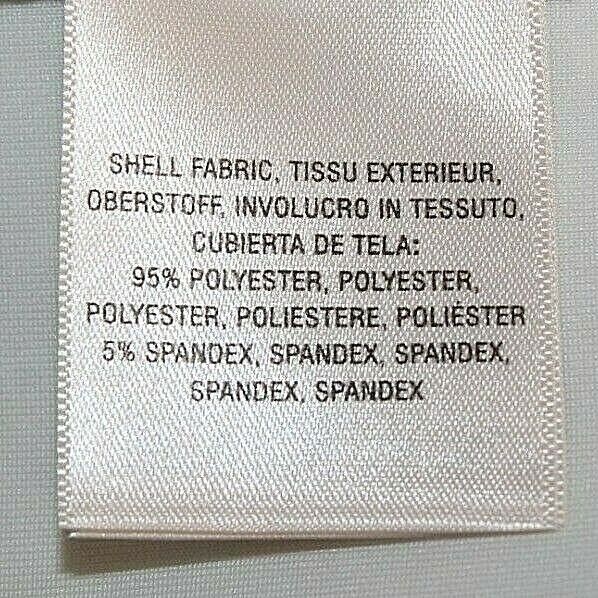 SHELL FABRIC, TISSU EXTERIEUR,
OBERSTOFF, INVOLUCRO IN TESSUTO,
CUBIERTA DE TELA:
95% POLYESTER, POLYESTER,
POLYESTER, POLIESTERE, POLIÉSTER
5% SPANDEX, SPANDEX, SPANDEX,
SPANDEX, SPANDEX